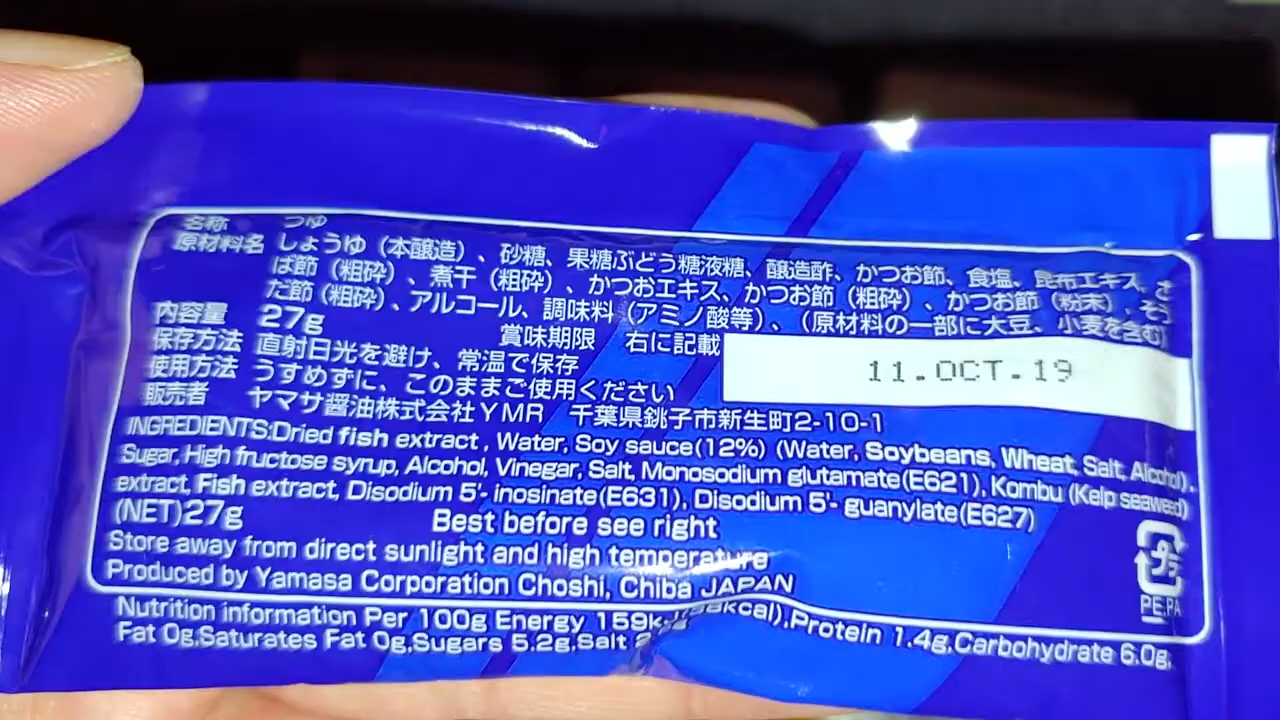 名称 つゆ
原材料名 しょうゆ（本醸造）、砂糖、果糖ぶどう糖液糖、醸造酢、かつお節、食塩、昆布エキス、さ
ば節（粗砕）、煮干（粗砕）、かつおエキス、かつお節（粗砕）、かつお節（粉末）、そう
だ節（粗砕）、アルコール、調味料（アミノ酸等）、（原材料の一部に大豆、小麦を含む）
内容量 27g 賞味期限 右に記載
11.OCT.19
保存方法 直射日光を避け、常温で保存
使用方法 うすめずに、このままご使用ください
販売者 ヤマサ醤油株式会社YMR 千葉県銚子市新生町2-10-1
INGREDIENTS:Dried fish extract, Water, Soy sauce(12%) (Water, Soybeans, Wheat, Salt, Alcohol),
Sugar, High fructose syrup, Alcohol, Vinegar, Salt, Monosodium glutamate(E621), Kombu (Kelp seaweed)
extract, Fish extract, Disodium 5'- inosinate(E631), Disodium 5'- guanylate(E627)
(NET)27g Best before see right
Store away from direct sunlight and high temperature
Produced by Yamasa Corporation Choshi, Chiba JAPAN
プラ
PE.PA
Nutrition information Per 100g Energy Protein 1.4g,Carbohydrate 6.0g,
Fat 0g,Saturates Fat 0g,Sugars 5.2g,Salt